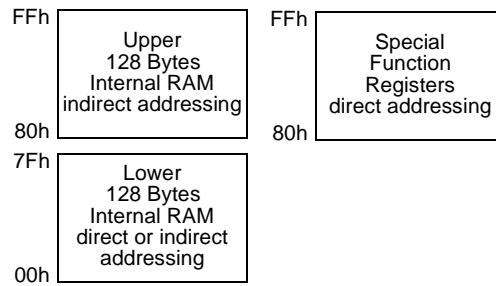 FFh
Upper
128 Bytes
Internal RAM
indirect addressing
80h
FFh
Special
Function
Registers
direct addressing
80h
7Fh
Lower
128 Bytes
Internal RAM
direct or indirect
addressing
00h